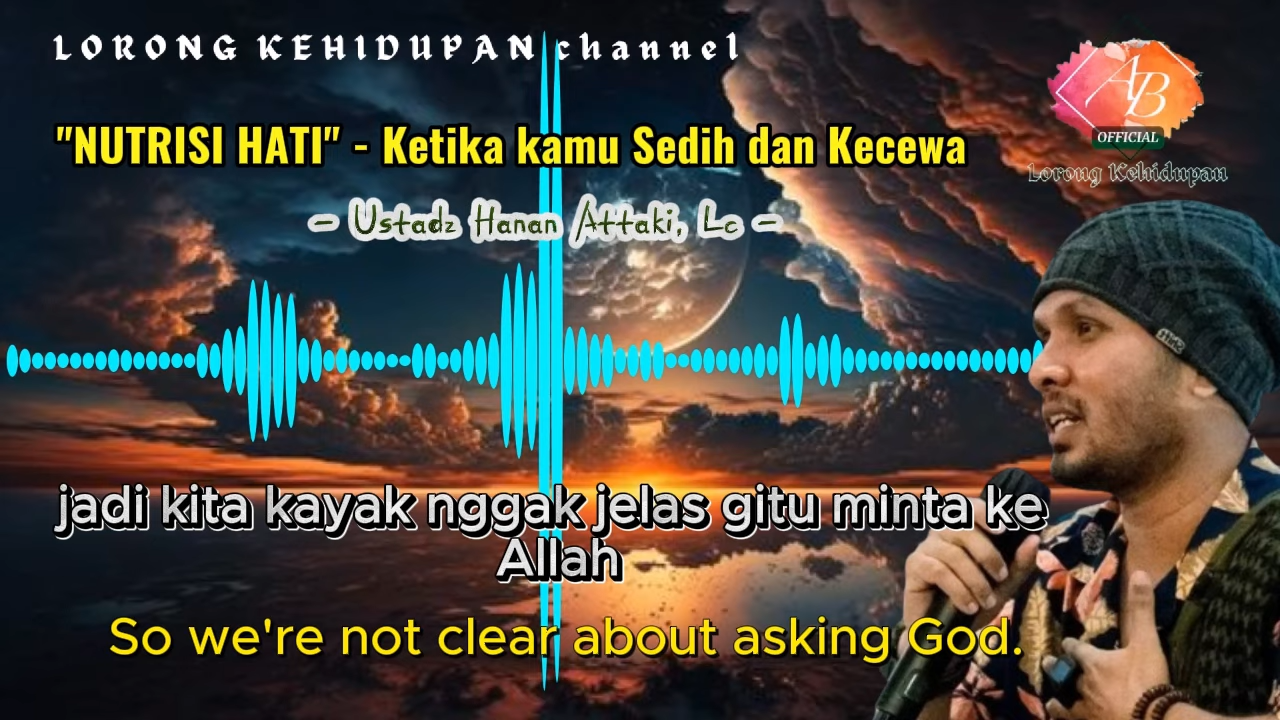 LORONG KEHIDUPAN channel
AB
OFFICIAL
Lorong Kehidupan
"NUTRISI HATI" - Ketika kamu Sedih dan Kecewa
- Ustadz Hanan Attaki, Lc -
jadi kita kayak nggak jelas gitu minta ke
Allah
So we're not clear about asking God.